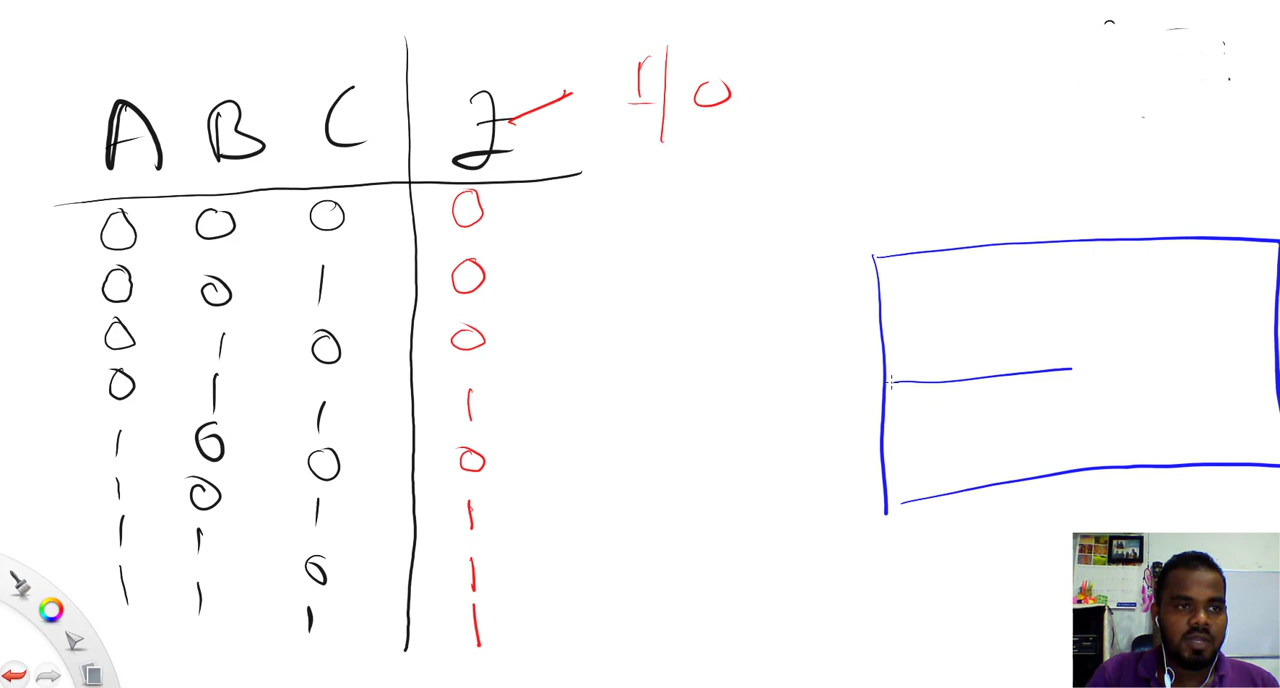 A B C Z 1|0
0 0 0 0
0 0 1 0
0 1 0 0
0 1 1 1
1 0 0 0
1 0 1 1
1 1 0 1
1 1 1 1